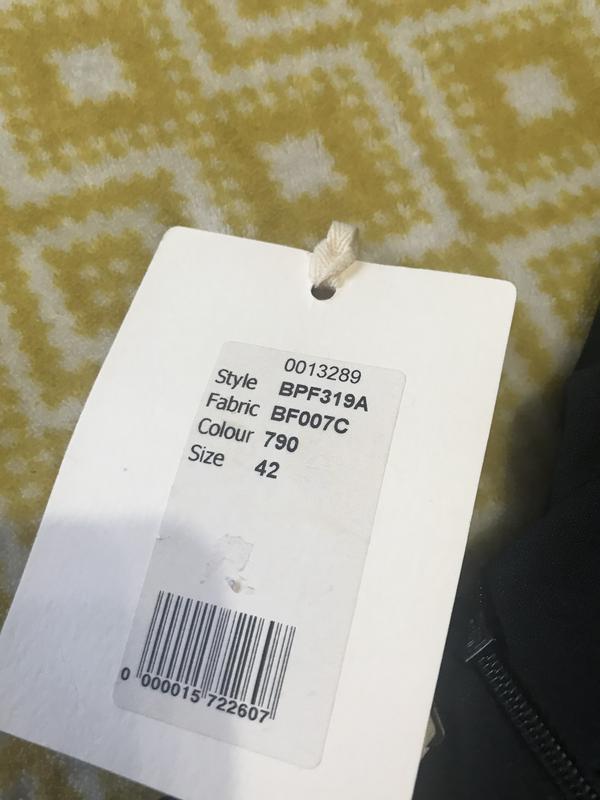 0013289
Style BPF319A
Fabric BF007C
Colour 790
Size 42
0 000015 722607